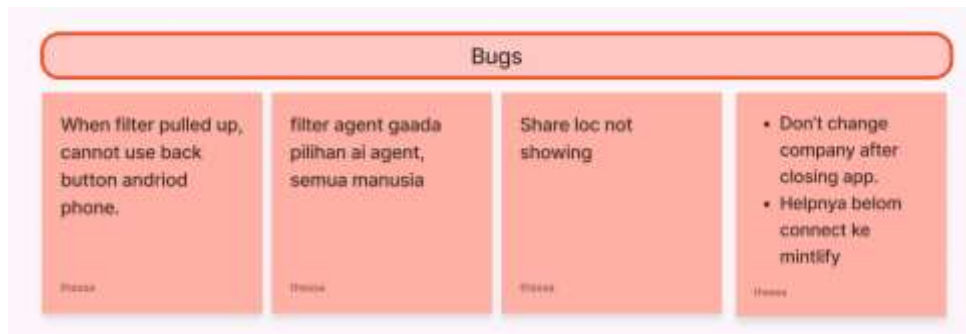 Bugs
When filter pulled up,
cannot use back
button andriod
phone.
filter agent gaada
pilihan ai agent,
semua manusia
Share loc not
showing
• Don't change
company after
closing app.
• Helpnya belom
connect ke
mintlify